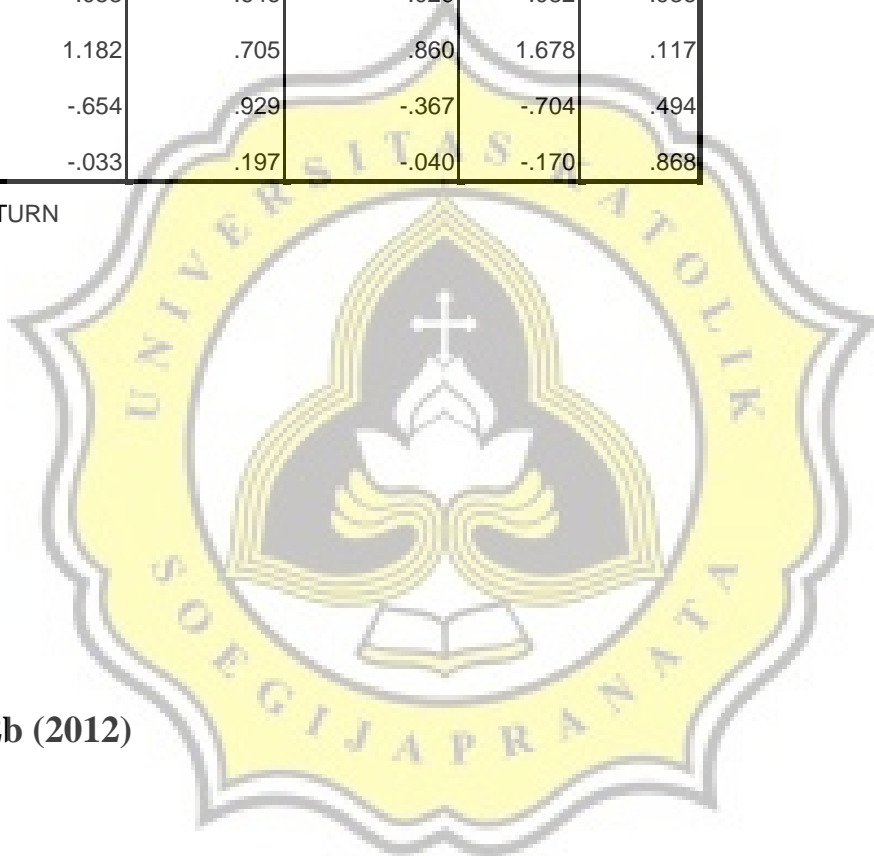 1.182 .705 .860 1.678 .117
-.654 .929 -.367 -.704 .494
-.033 .197 -.040 -.170 .868
TURN
UNIVERSITAS KATOLIK
SOEGIJAPRANATA
b (2012)